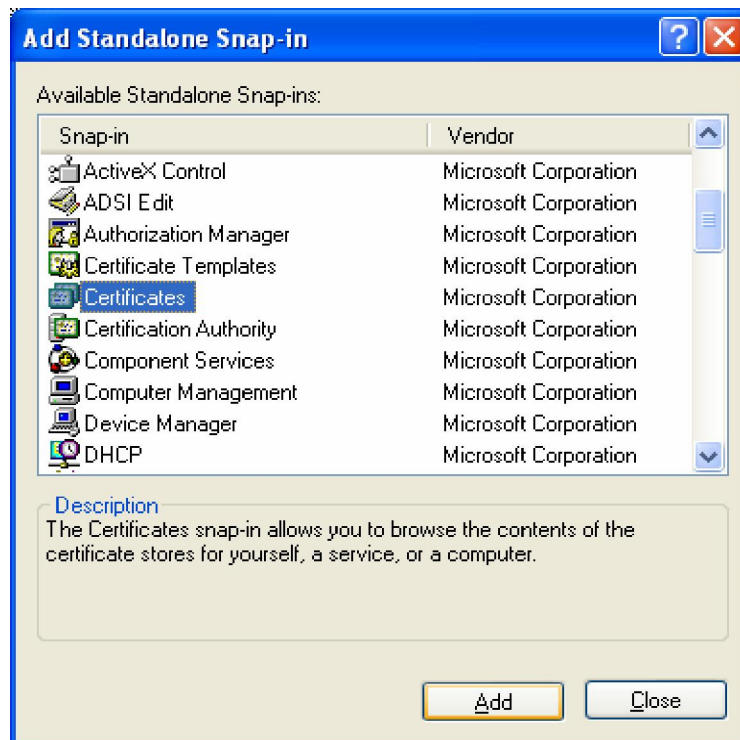 Add Standalone Snap-in
Available Standalone Snap-ins:
Snap-in Vendor
ActiveX Control Microsoft Corporation
ADSI Edit Microsoft Corporation
Authorization Manager Microsoft Corporation
Certificate Templates Microsoft Corporation
Certificates Microsoft Corporation
Certification Authority Microsoft Corporation
Component Services Microsoft Corporation
Computer Management Microsoft Corporation
Device Manager Microsoft Corporation
DHCP Microsoft Corporation
Description
The Certificates snap-in allows you to browse the contents of the
certificate stores for yourself, a service, or a computer.
Add Close